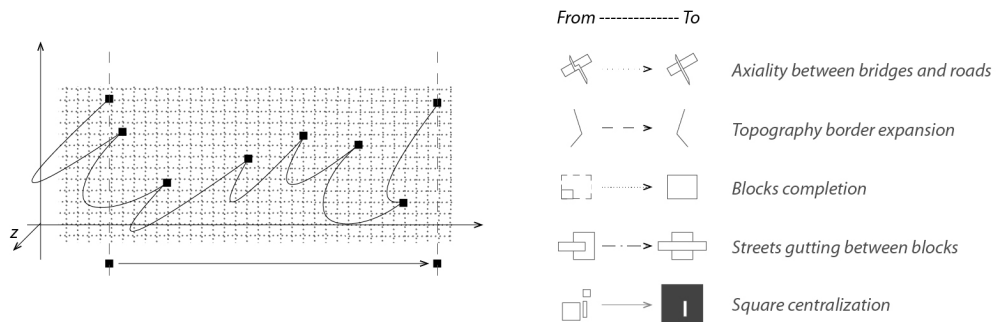 From -------------- To
Axiality between bridges and roads
Topography border expansion
z
Blocks completion
Streets gutting between blocks
Square centralization